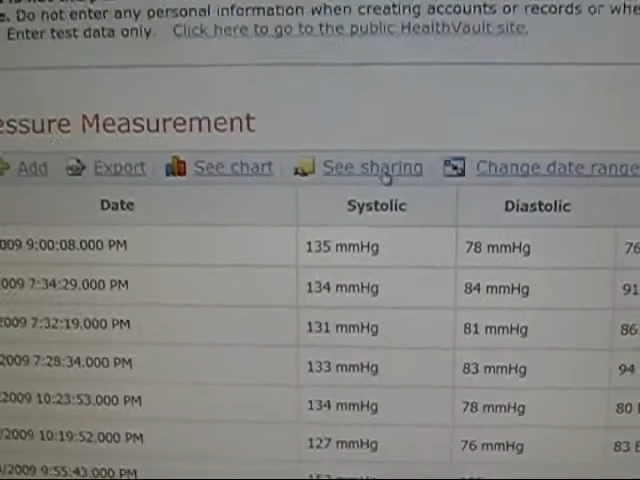 e. Do not enter any personal information when creating accounts or records or whe
Enter test data only. Click here to go to the public HealthVault site.
essure Measurement
Add Export See chart See sharing Change date range
Date Systolic Diastolic
009 9:00:08.000 PM 135 mmHg 78 mmHg 76
009 7:34:29.000 PM 134 mmHg 84 mmHg 91
2009 7:32:19.000 PM 131 mmHg 81 mmHg 86
2009 7:28:34.000 PM 133 mmHg 83 mmHg 94
2009 10:23:53.000 PM 134 mmHg 78 mmHg 80
/2009 10:19:52.000 PM 127 mmHg 76 mmHg 83
/2009 9:55:43.000 PM